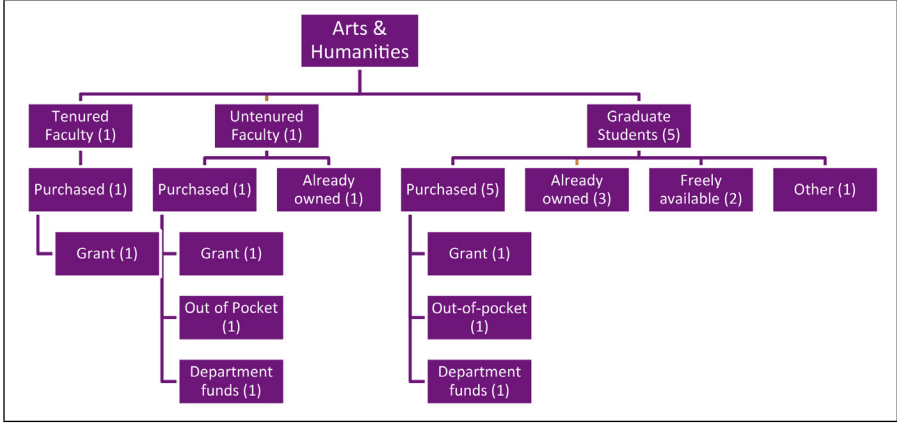 Arts &
Humanities
Tenured
Faculty (1)
Untenured
Faculty (1)
Graduate
Students (5)
Purchased (1)
Purchased (1)
Already
owned (1)
Purchased (5)
Already
owned (3)
Freely
available (2)
Other (1)
Grant (1)
Grant (1)
Grant (1)
Out of Pocket
(1)
Out-of-pocket
(1)
Department
funds (1)
Department
funds (1)